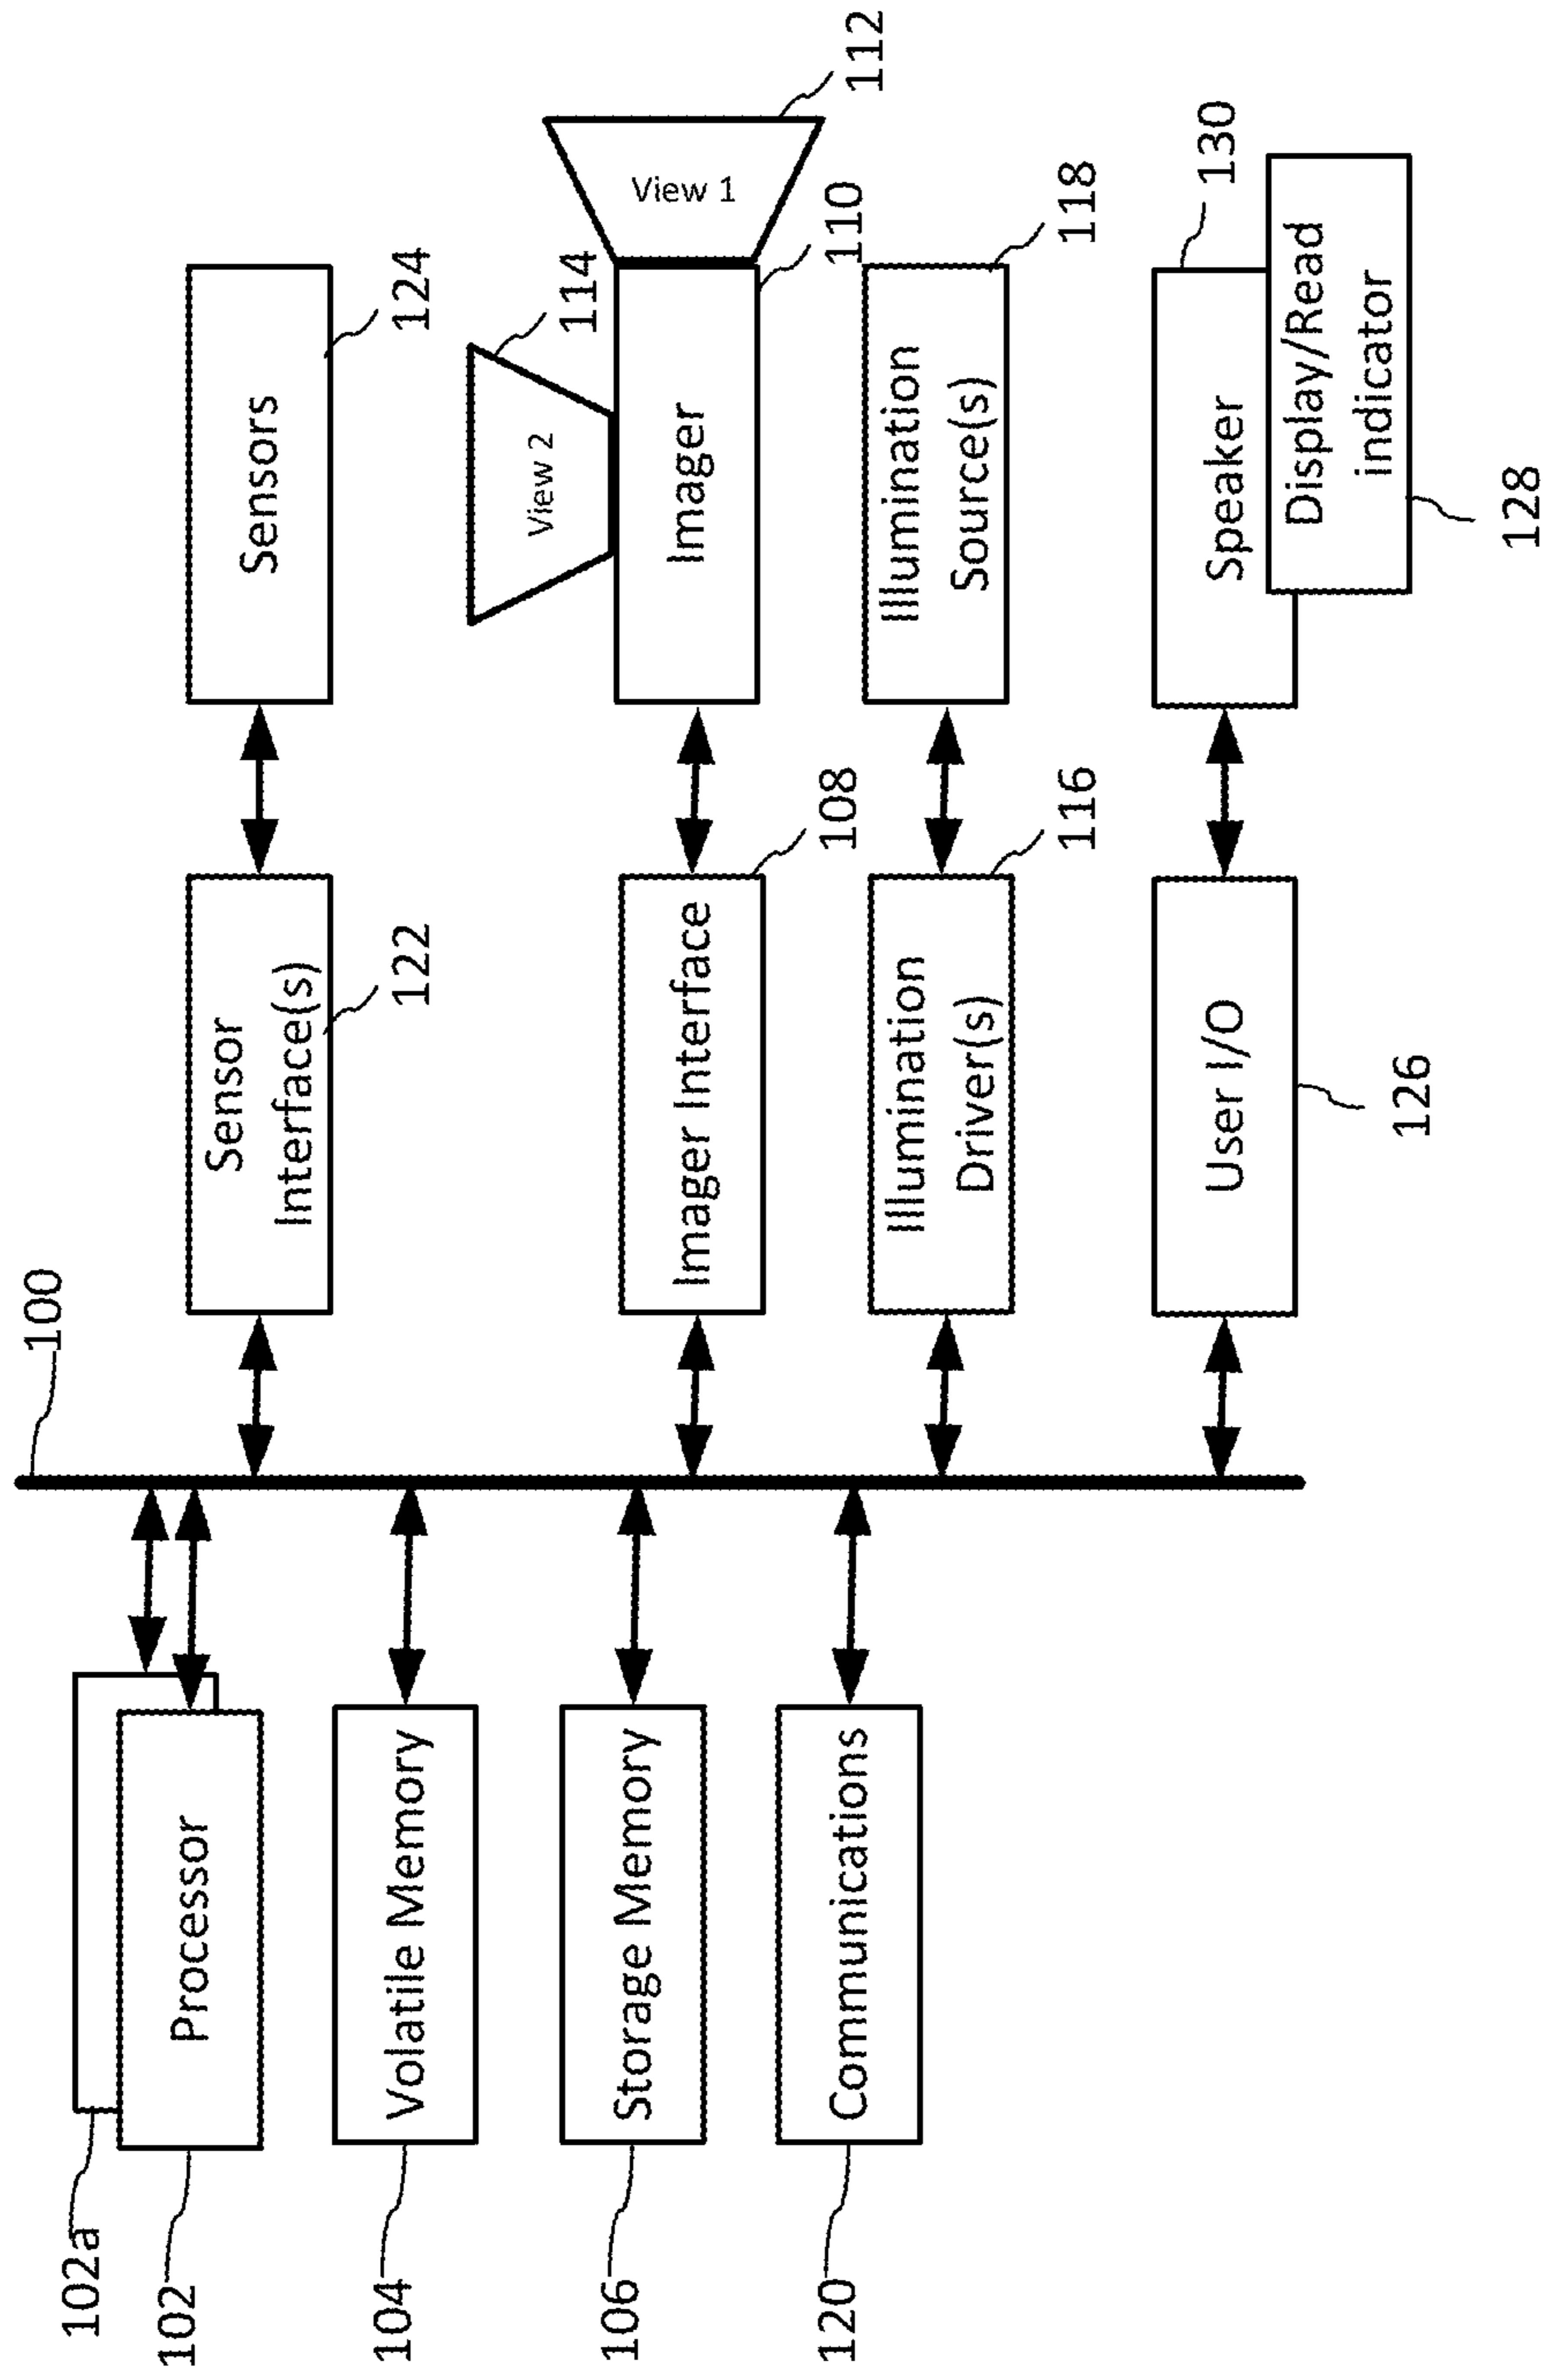 100
102a
102
Processor
Sensor
Interface(s)
122
Sensors
124
104
Volatile Memory
View 2
114
106
Storage Memory
Imager Interface
108
Imager
110
View 1
112
120
Communications
Illumination
Driver(s)
116
Illumination
Source(s)
118
User I/O
126
Speaker
130
Display/Read
indicator
128